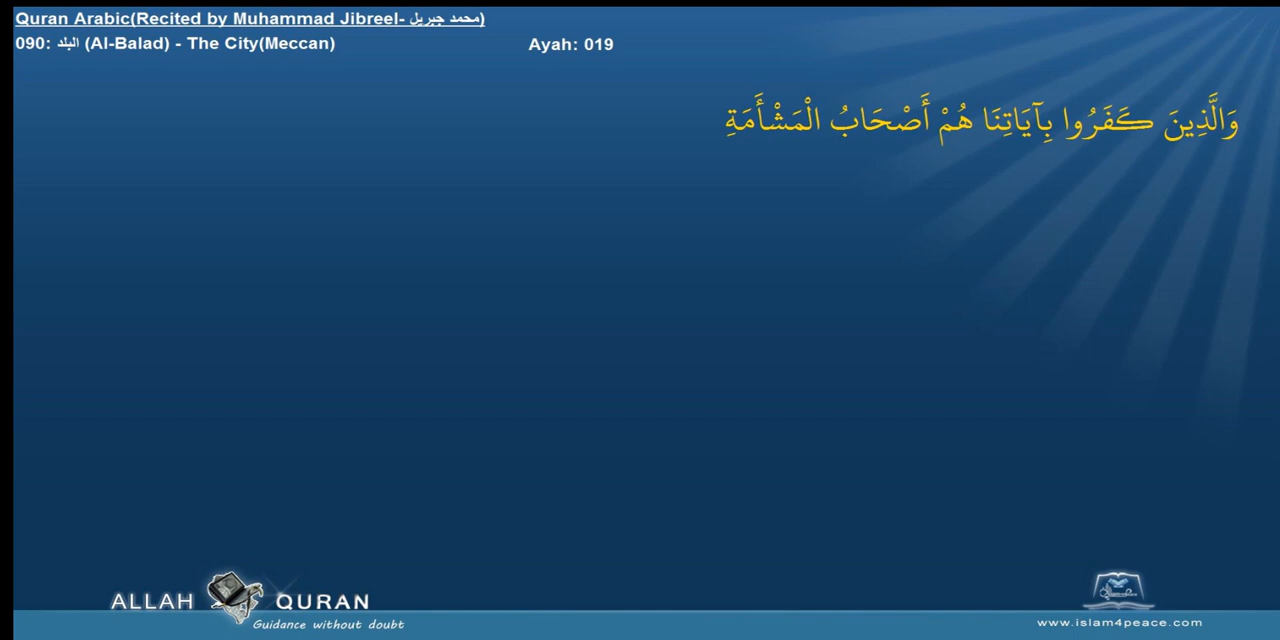 Quran Arabic(Recited by Muhammad Jibreel- محمد جبريل)
090: البلد (Al-Balad) - The City(Meccan) Ayah: 019
وَالَّذِينَ كَفَرُوا بِآيَاتِنَا هُمْ أَصْحَابُ الْمَشْأَمَةِ
ALLAH QURAN
Guidance without doubt
www.islam4peace.com